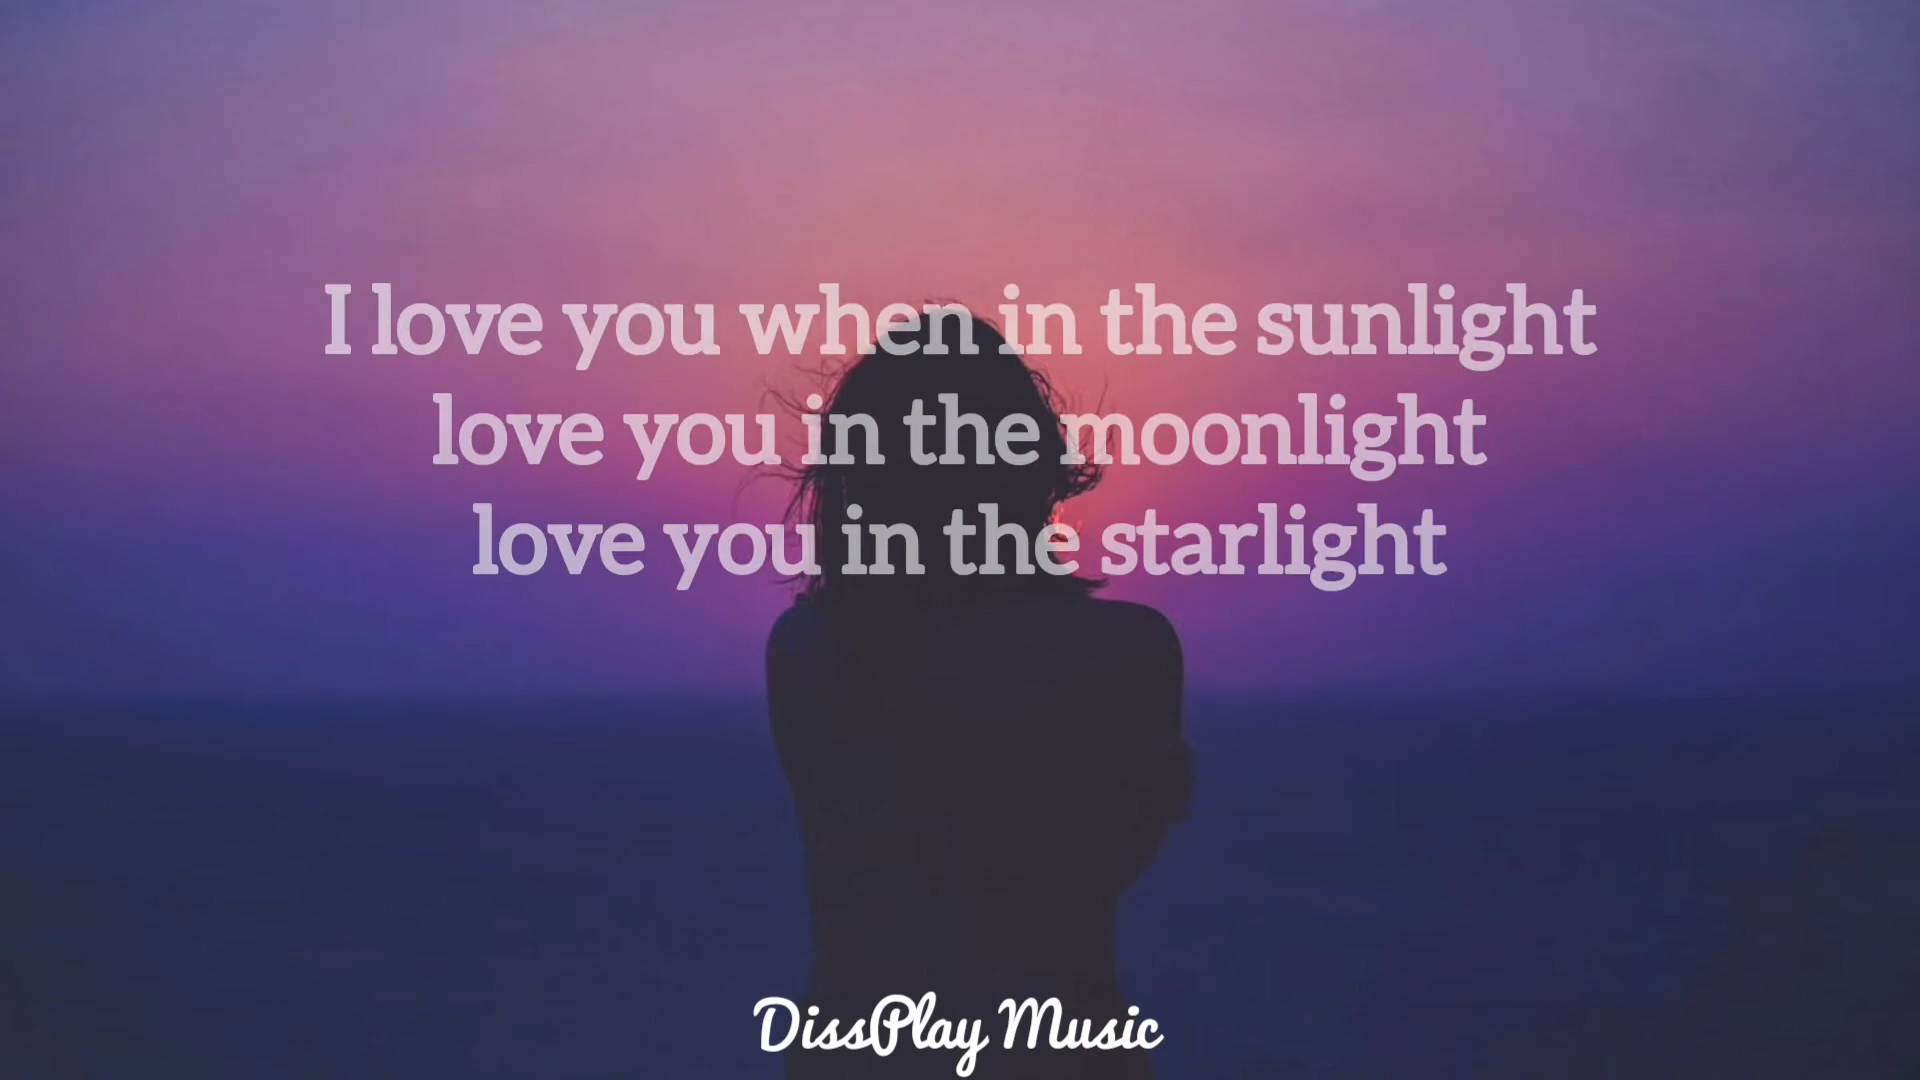 I love you when in the sunlight
love you in the moonlight
love you in the starlight
DissPlay Music